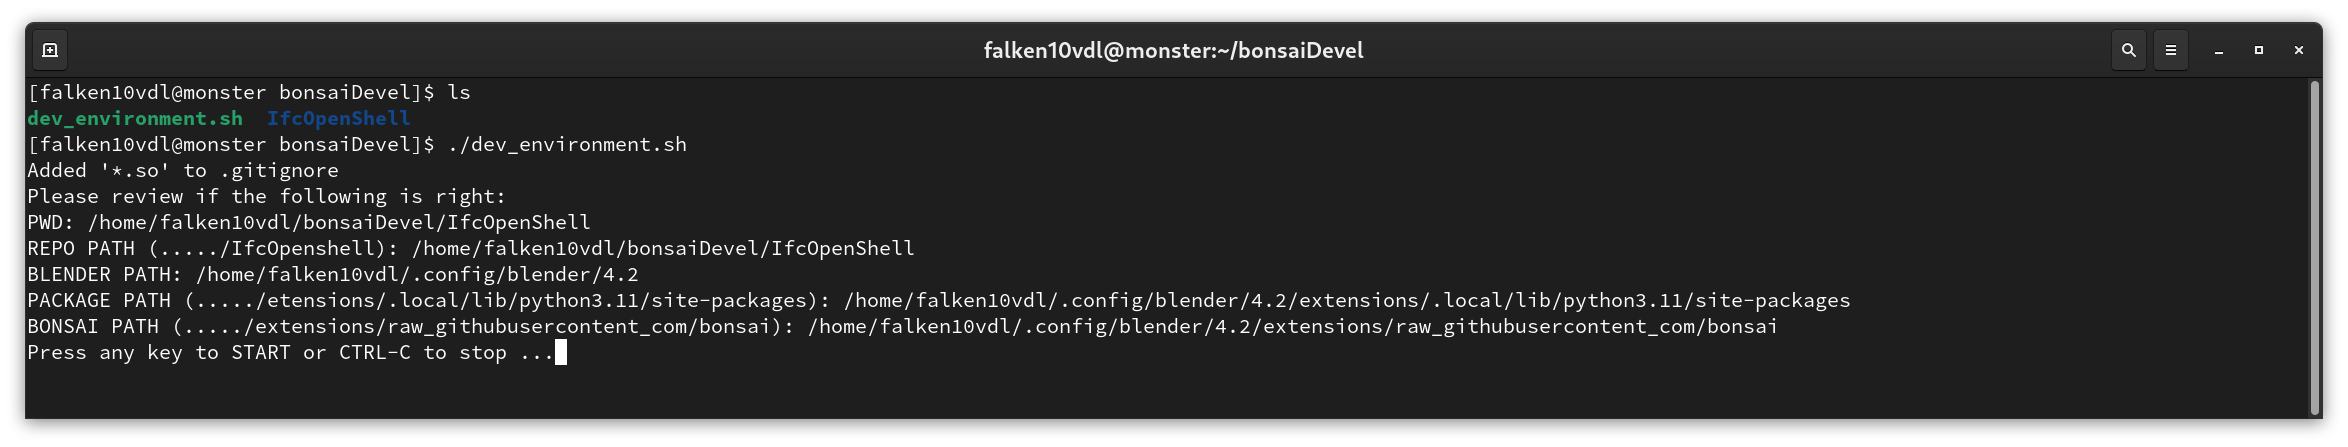 falken10vdl@monster:~/bonsaiDevel
[falken10vdl@monster bonsaiDevel]$ ls
dev_environment.sh  IfcOpenShell
[falken10vdl@monster bonsaiDevel]$ ./dev_environment.sh
Added '*.so' to .gitignore
Please review if the following is right:
PWD: /home/falken10vdl/bonsaiDevel/IfcOpenShell
REPO PATH (...../IfcOpenshell): /home/falken10vdl/bonsaiDevel/IfcOpenShell
BLENDER PATH: /home/falken10vdl/.config/blender/4.2
PACKAGE PATH (...../etensions/.local/lib/python3.11/site-packages): /home/falken10vdl/.config/blender/4.2/extensions/.local/lib/python3.11/site-packages
BONSAI PATH (...../extensions/raw_githubusercontent_com/bonsai): /home/falken10vdl/.config/blender/4.2/extensions/raw_githubusercontent_com/bonsai
Press any key to START or CTRL-C to stop ...